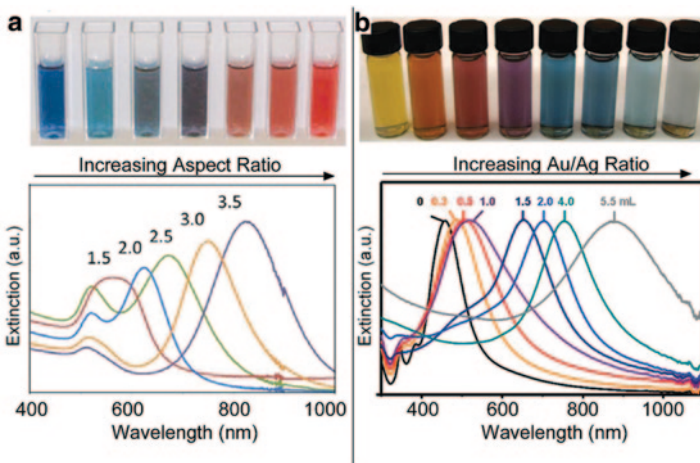 a
Increasing Aspect Ratio
1.5
2.0
2.5
3.0
3.5
Extinction (a.u.)
400
600
800
1000
Wavelength (nm)
b
Increasing Au/Ag Ratio
0
0.3
0.5
1.0
1.5
2.0
4.0
5.5 mL
Extinction (a.u.)
400
600
800
1000
Wavelength (nm)